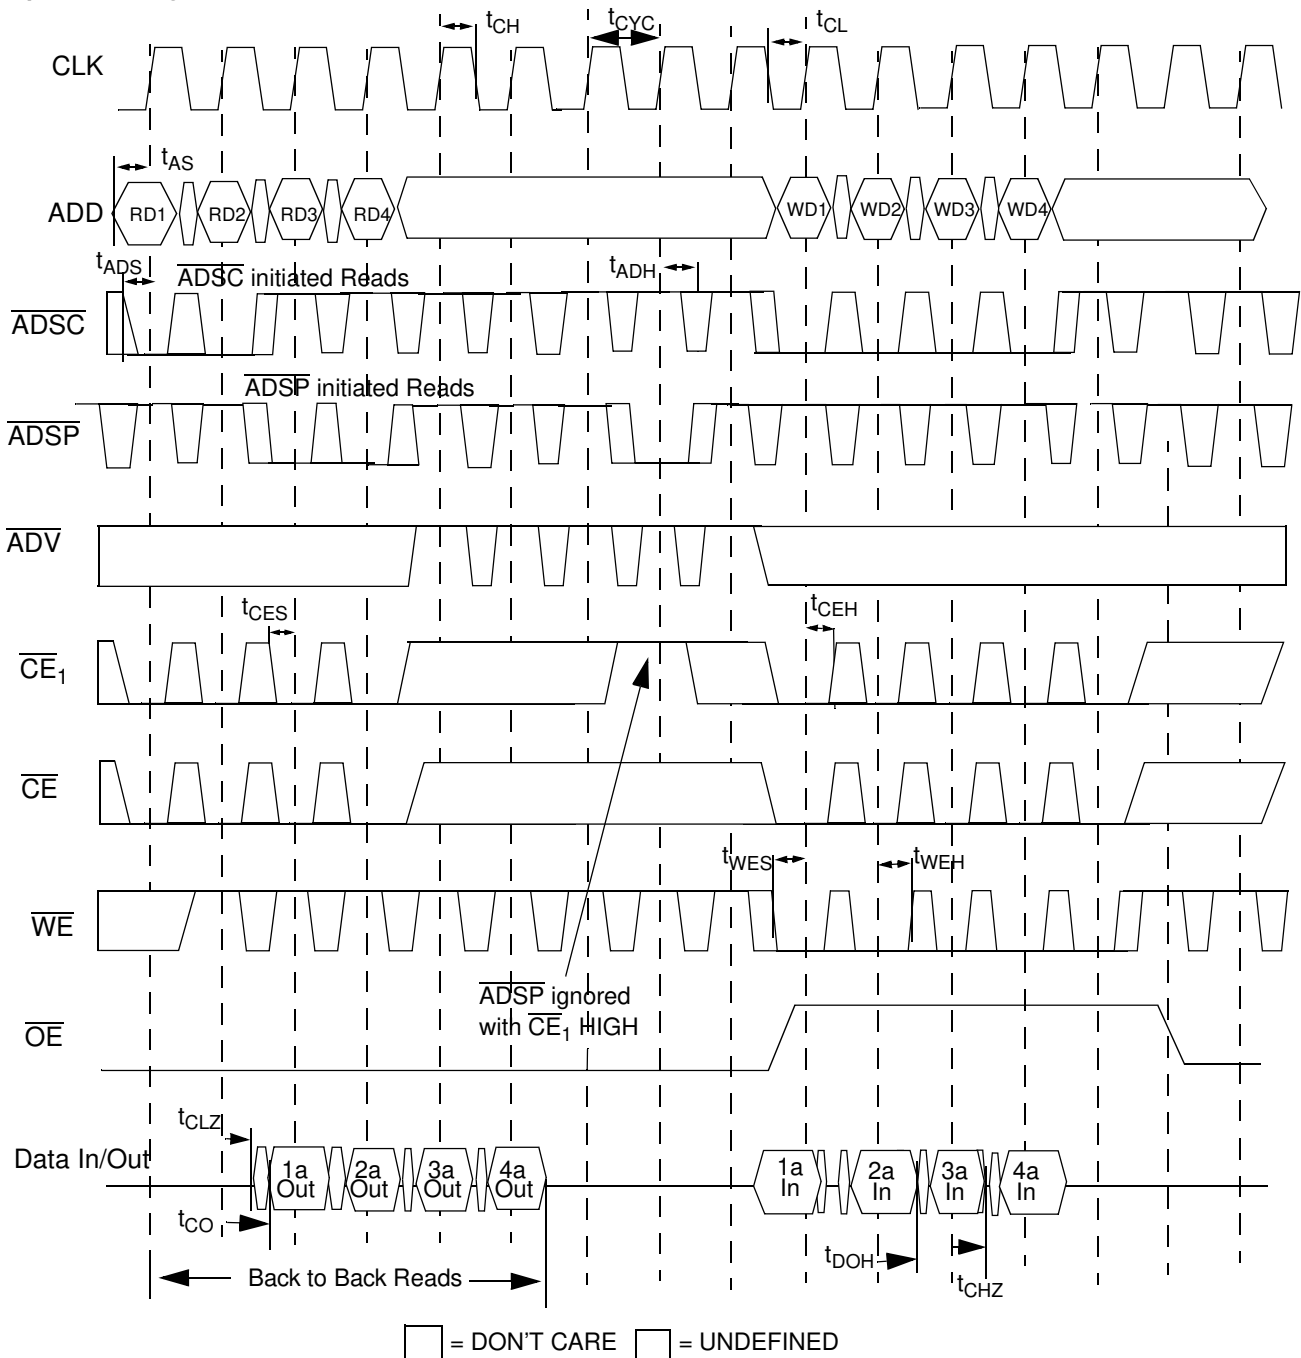 tCH tCYC tCL
CLK
tAS
ADD RD1 RD2 RD3 RD4 WD1 WD2 WD3 WD4
tADS ADSC initiated Reads tADH
ADSC
ADSP initiated Reads
ADSP
ADV
tCES tCEH
CE1
CE
tWES tWEH
WE
ADSP ignored
with CE1 HIGH
OE
tCLZ
Data In/Out 1a Out 2a Out 3a Out 4a Out 1a In 2a In 3a In 4a In
tCO
tDOH
Back to Back Reads
tCHZ
= DON'T CARE = UNDEFINED